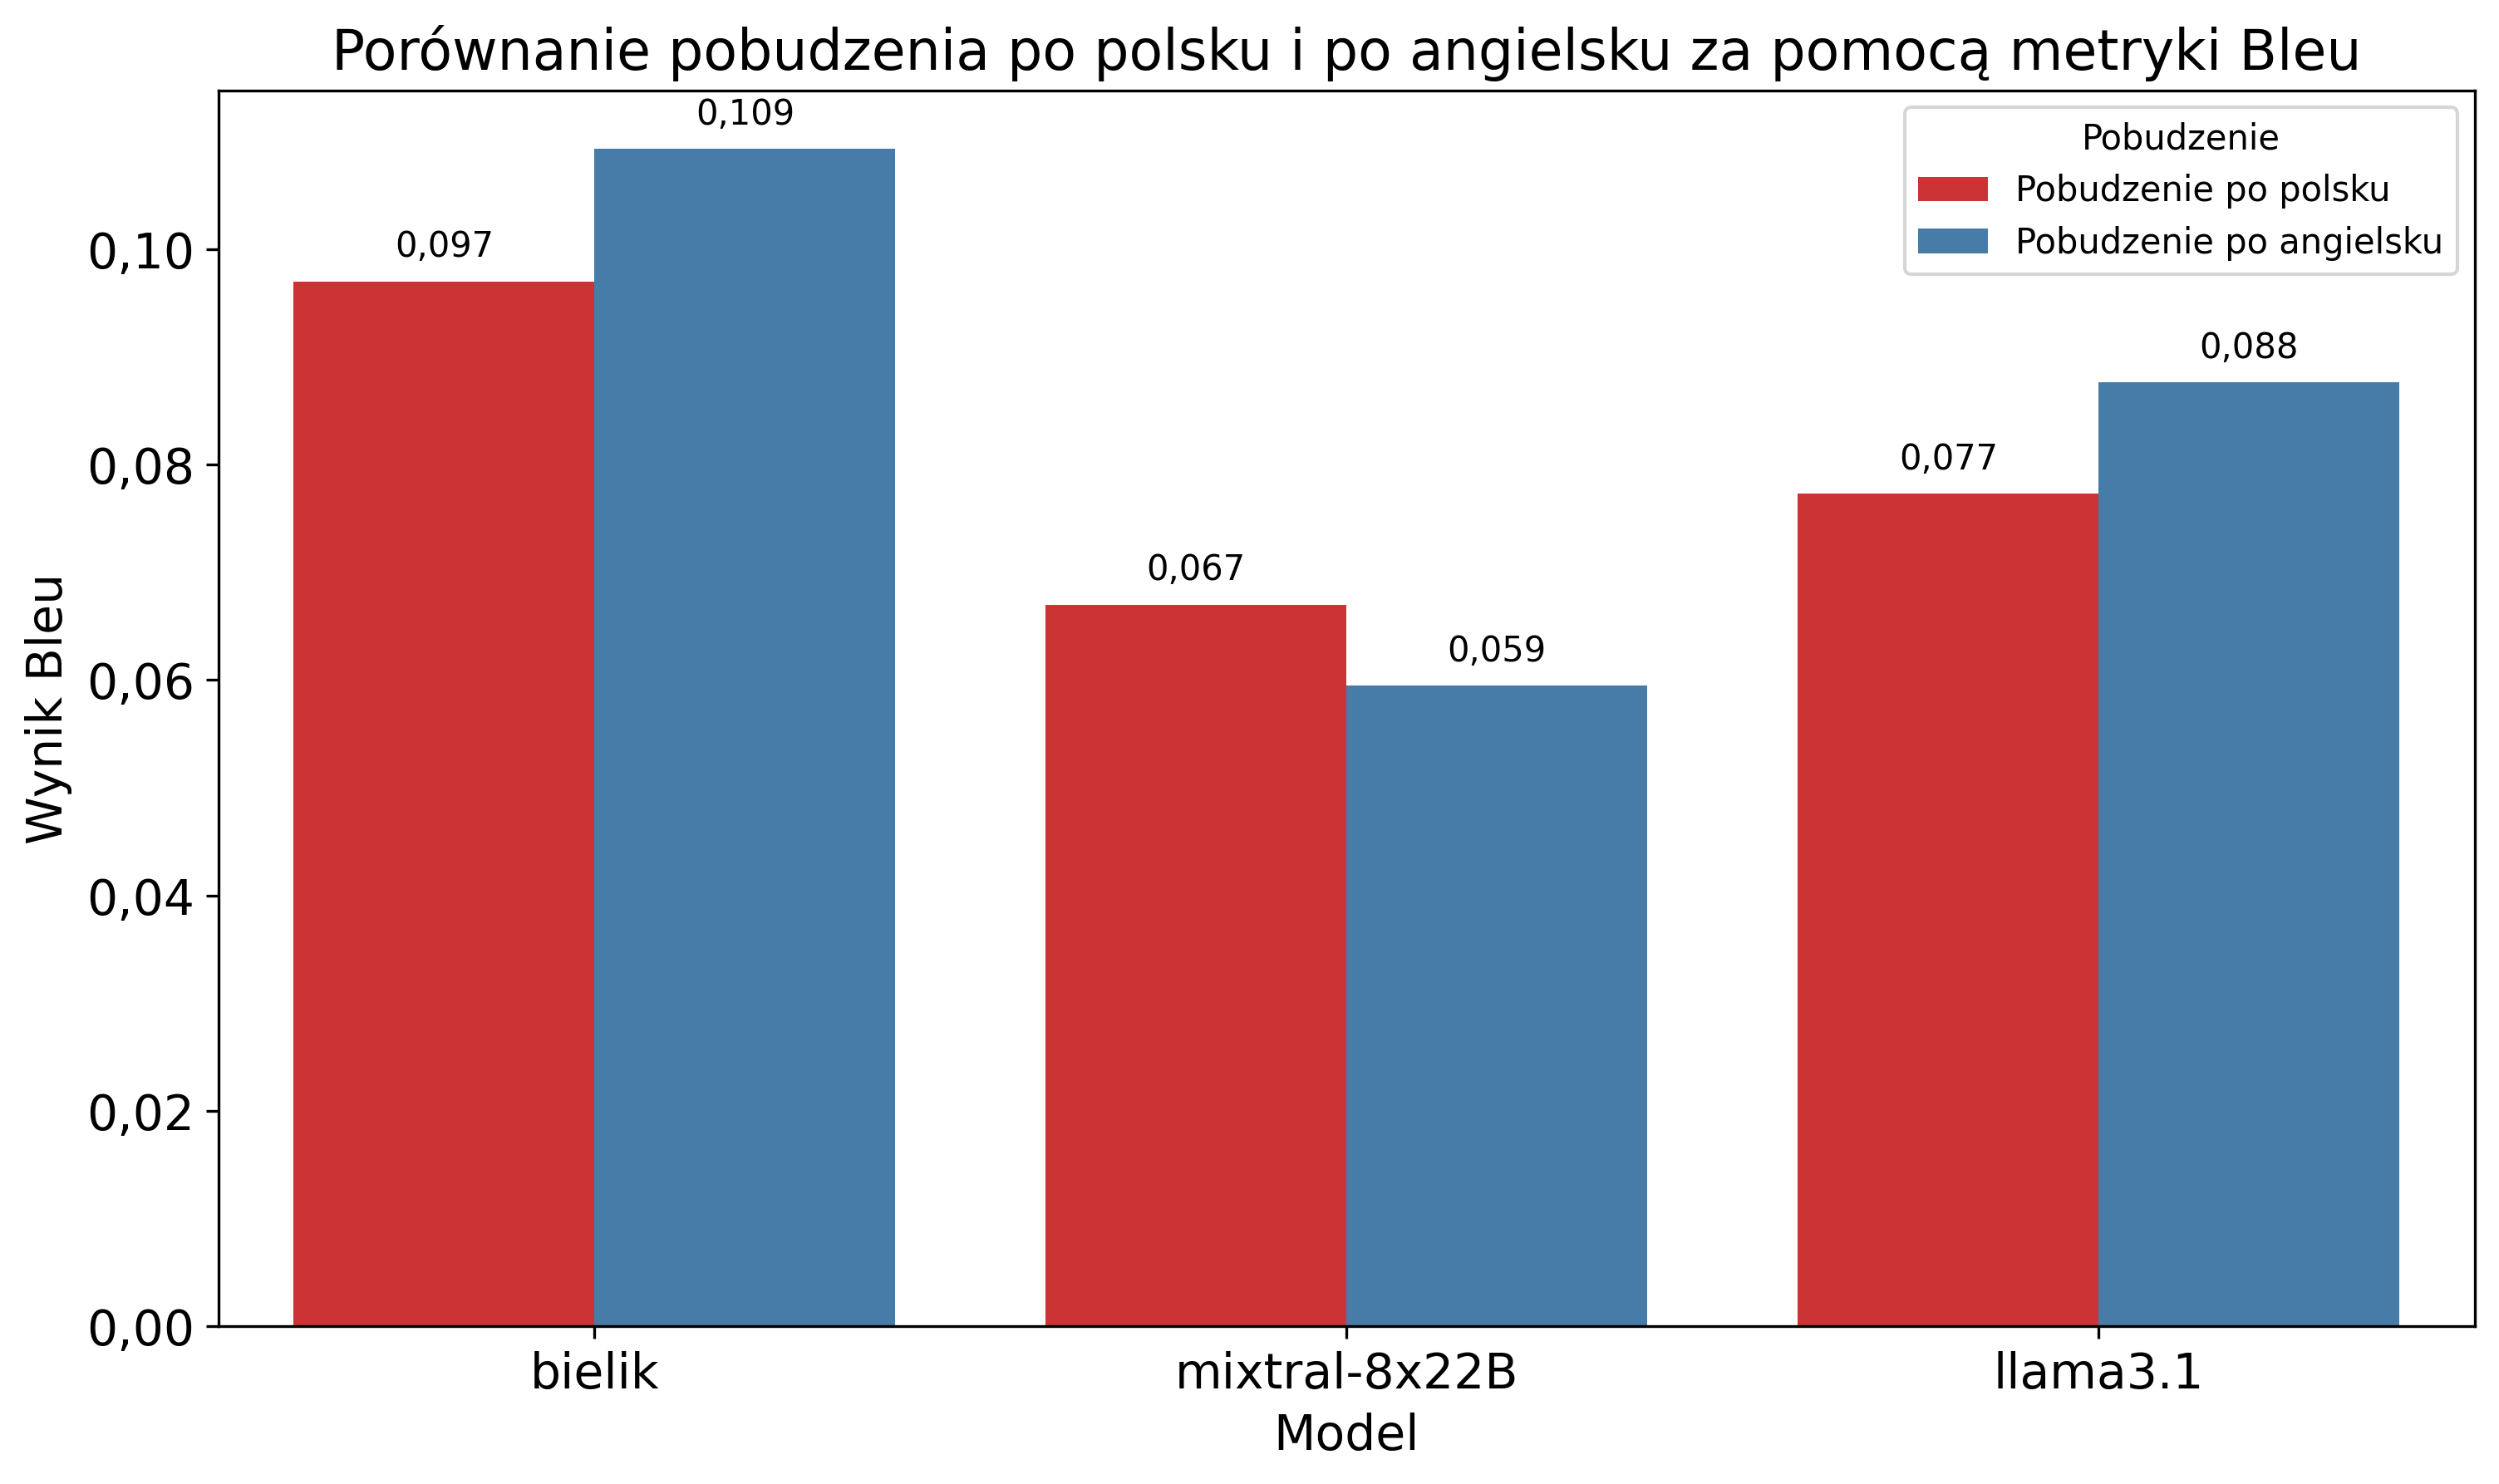 Porównanie pobudzenia po polsku i po angielsku za pomocą metryki Bleu
Pobudzenie
Pobudzenie po polsku
Pobudzenie po angielsku
0,097
0,109
0,067
0,059
0,077
0,088
Wynik Bleu
0,10
0,08
0,06
0,04
0,02
0,00
bielik
mixtral-8x22B
llama3.1
Model